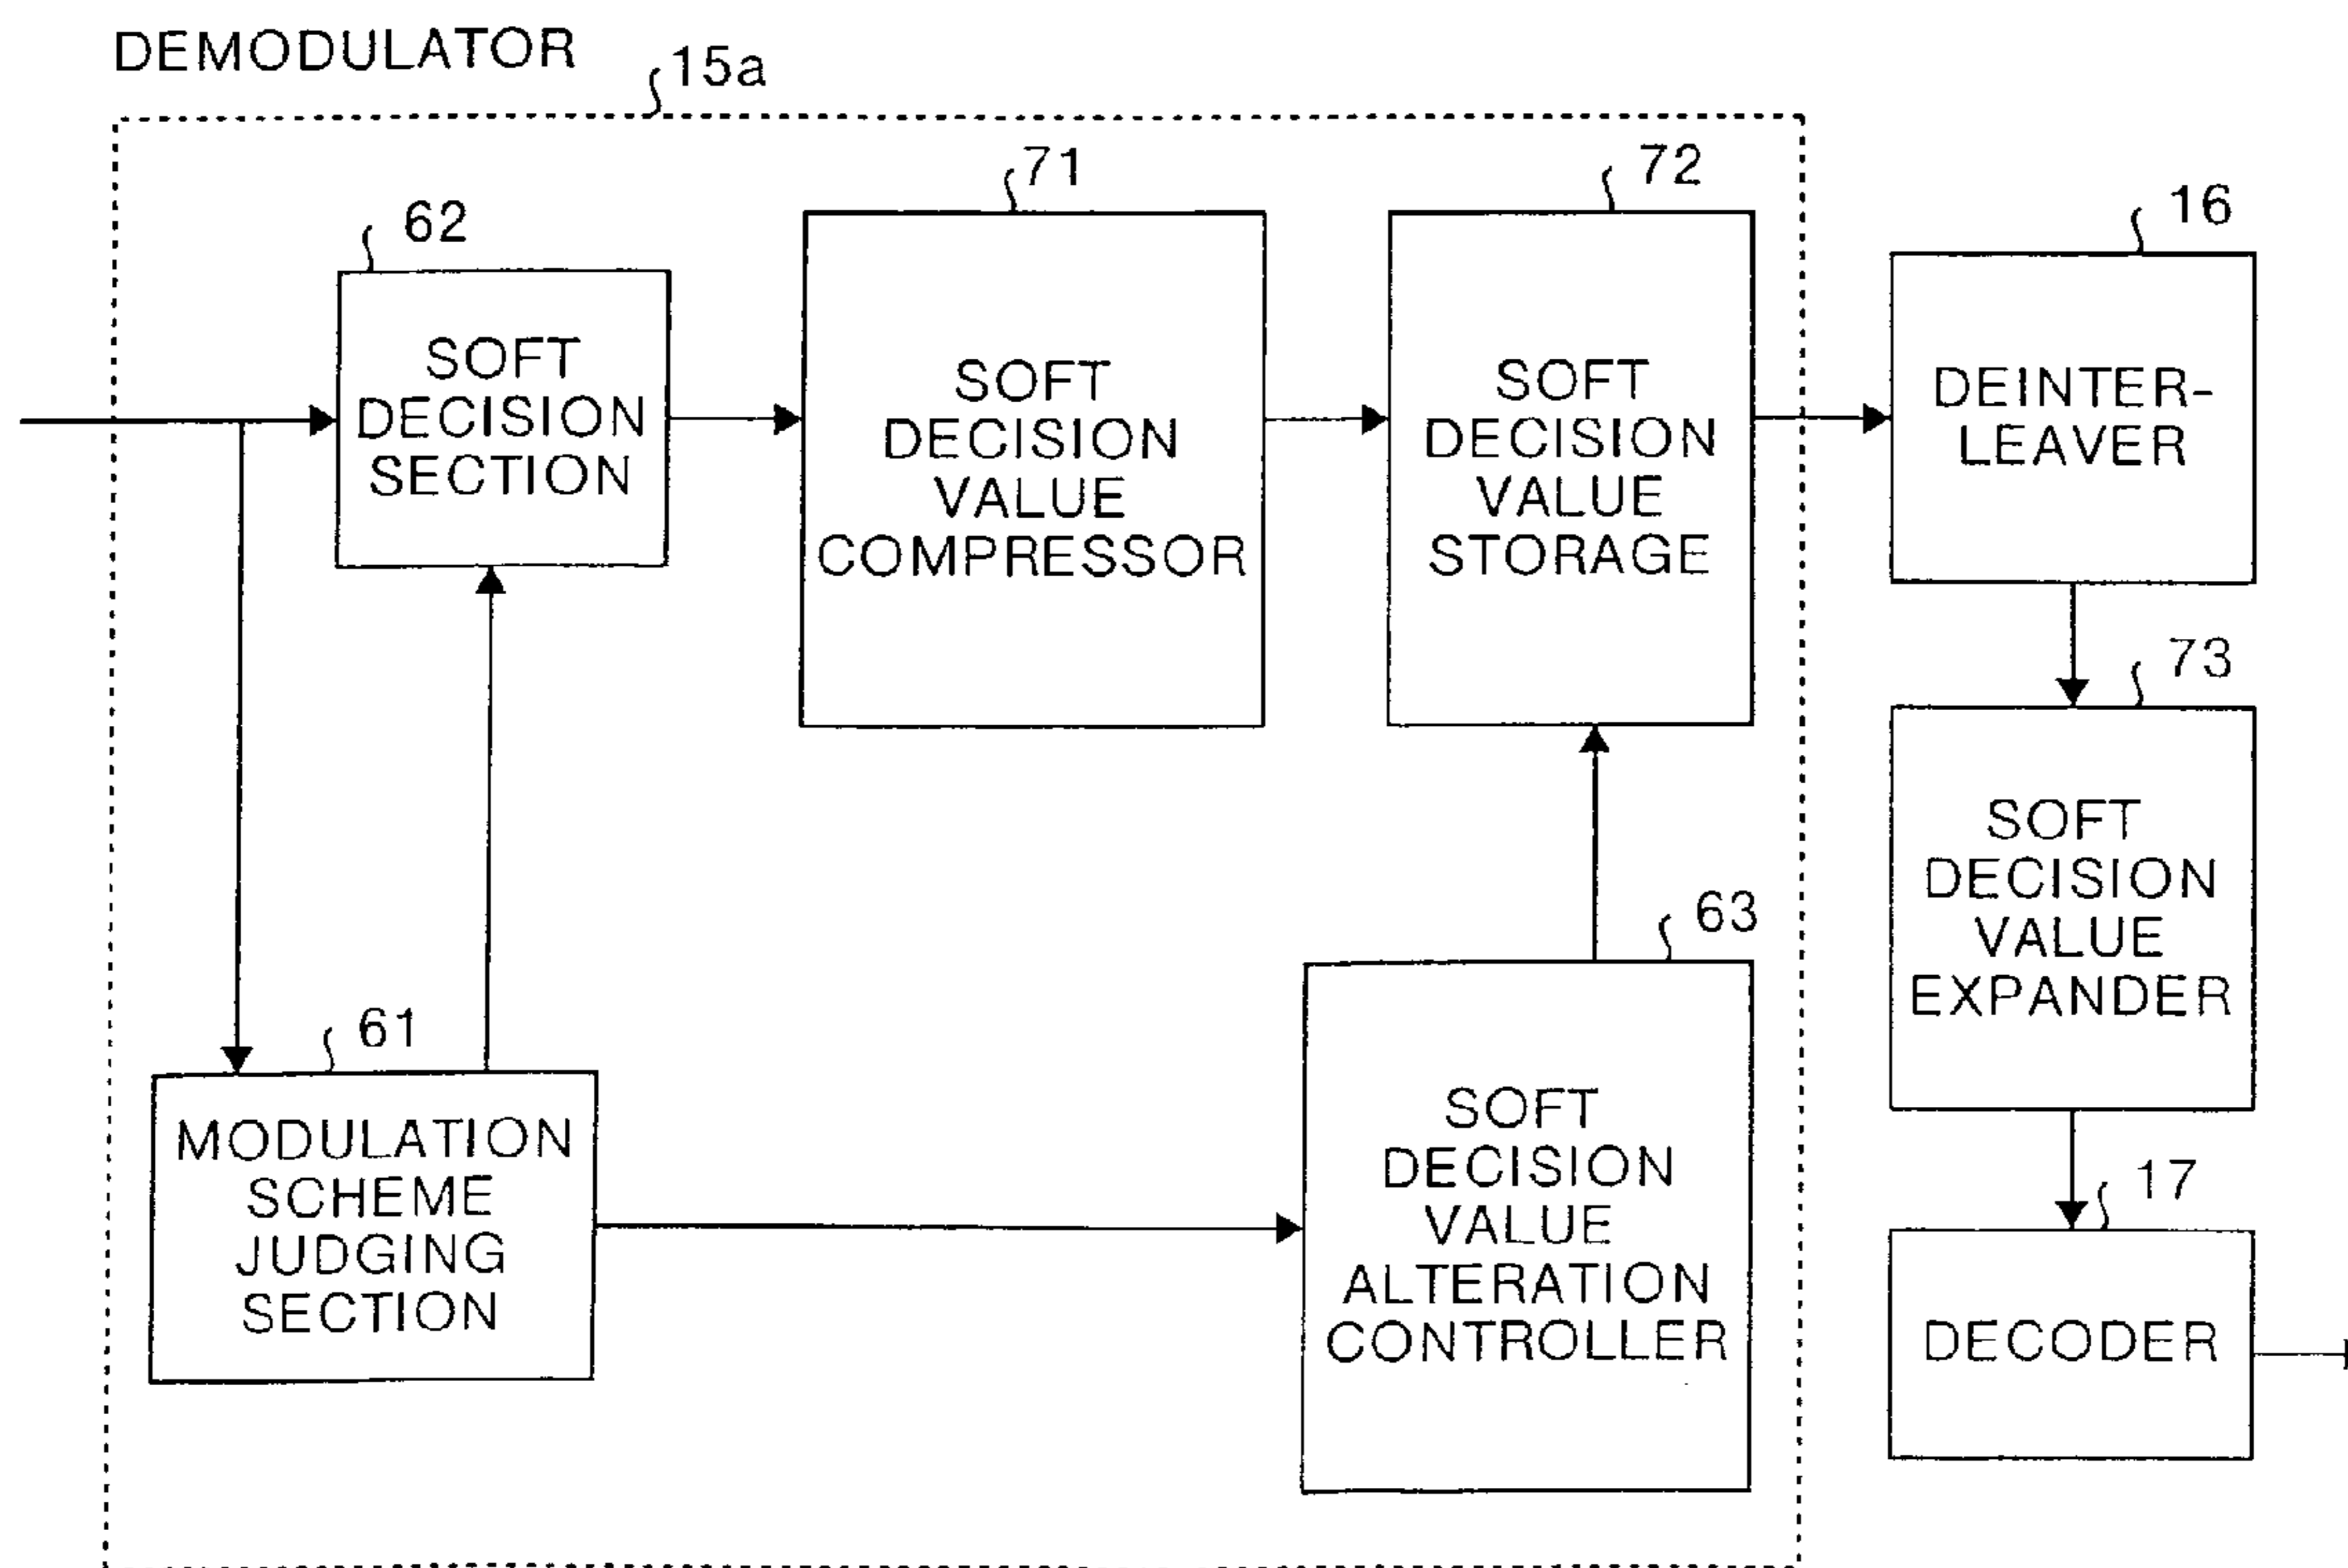 DEMODULATOR
15a
62
SOFT
DECISION
SECTION
71
SOFT
DECISION
VALUE
COMPRESSOR
72
SOFT
DECISION
VALUE
STORAGE
16
DEINTER-
LEAVER
73
SOFT
DECISION
VALUE
EXPANDER
61
MODULATION
SCHEME
JUDGING
SECTION
63
SOFT
DECISION
VALUE
ALTERATION
CONTROLLER
17
DECODER